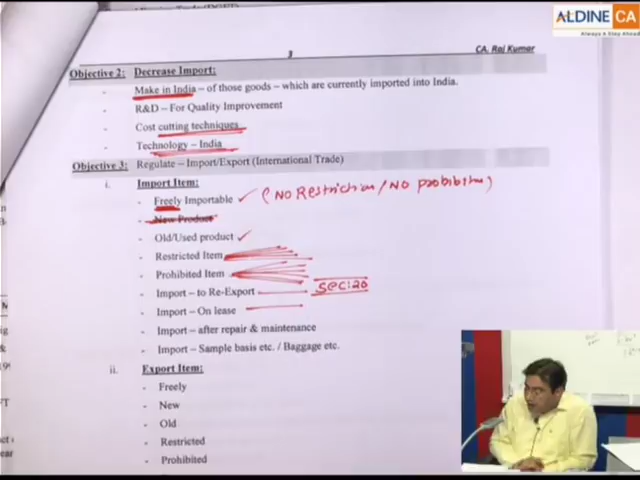 ALDINE CA
Always A Step Ahead
3
CA. Raj Kumar
Objective 2: Decrease Import:
- Make in India – of those goods – which are currently imported into India.
- R&D – For Quality Improvement
- Cost cutting techniques
- Technology – India
Objective 3: Regulate – Import/Export (International Trade)
i. Import Item:
- Freely Importable ✓ (NO Restriction / NO prohibition)
- New Product
- Old/Used product ✓
- Restricted Item
- Prohibited Item
- Import – to Re-Export Sec:20
- Import – On lease
- Import – after repair & maintenance
- Import – Sample basis etc. / Baggage etc.
ii. Export Item:
- Freely
- New
- Old
- Restricted
- Prohibited